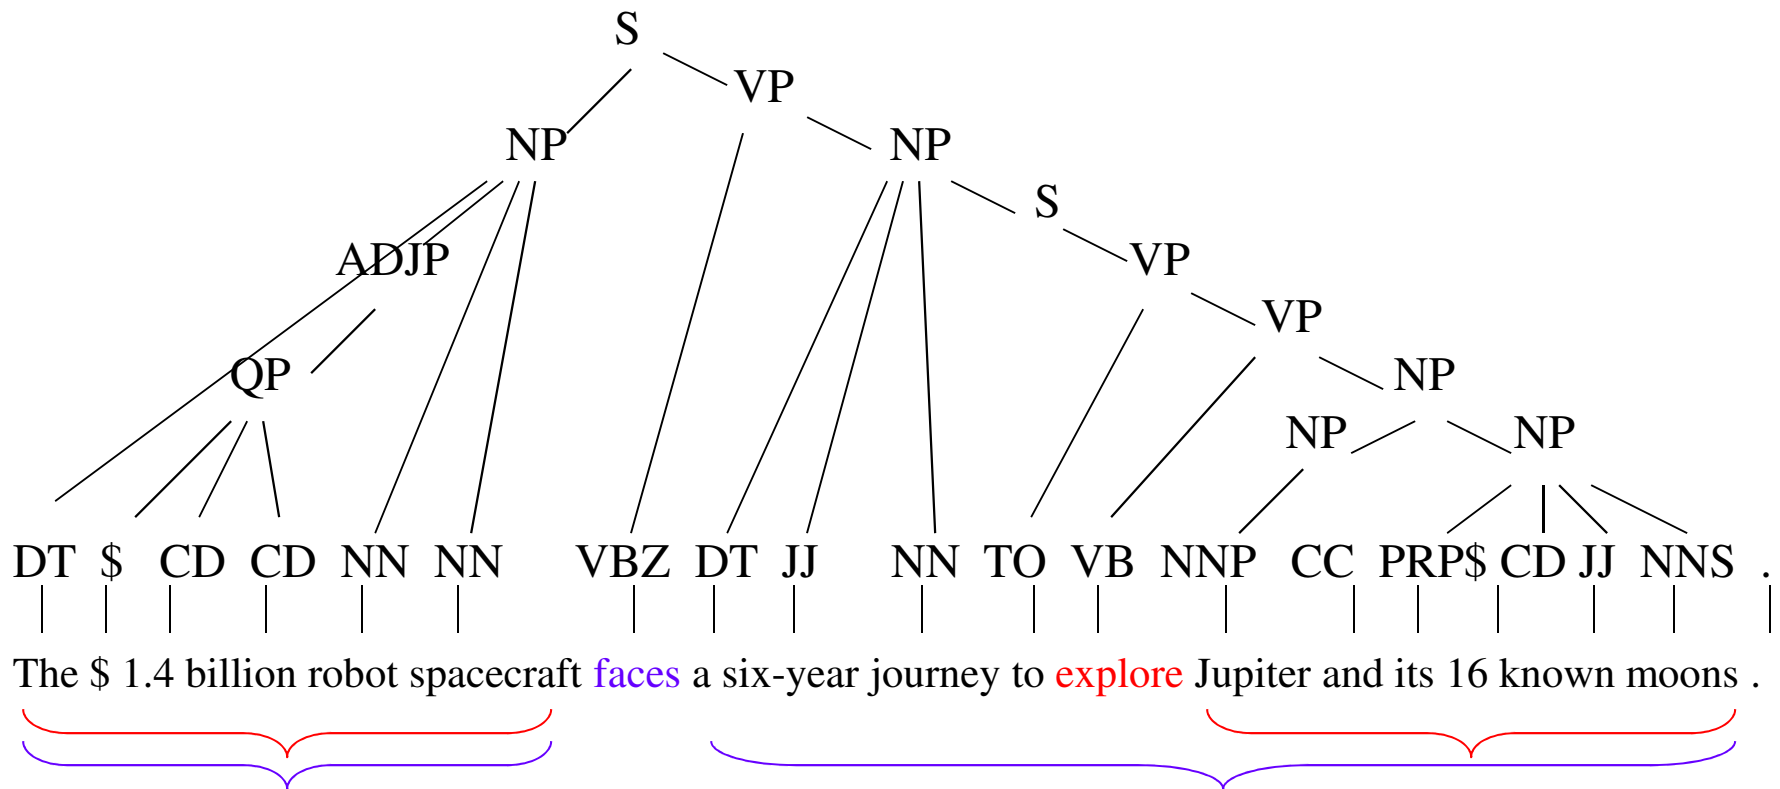 S
VP
NP NP
S
ADJP VP
VP
QP NP
NP NP
DT $ CD CD NN NN VBZ DT JJ NN TO VB NNP CC PRP$ CD JJ NNS .
The $ 1.4 billion robot spacecraft faces a six-year journey to explore Jupiter and its 16 known moons .